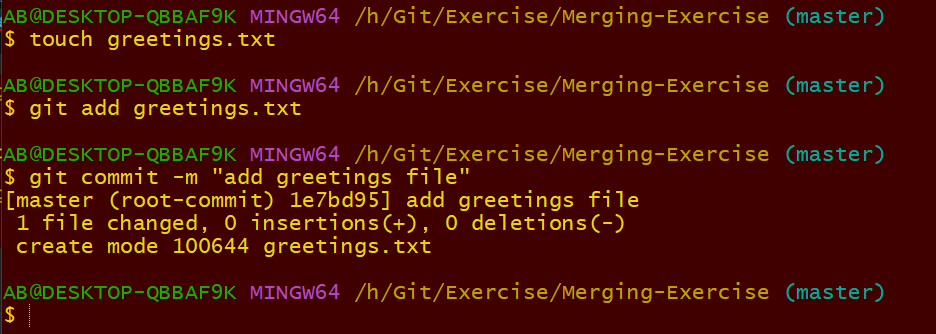 AB@DESKTOP-QBBAF9K MINGW64 /h/Git/Exercise/Merging-Exercise (master)
$ touch greetings.txt
AB@DESKTOP-QBBAF9K MINGW64 /h/Git/Exercise/Merging-Exercise (master)
$ git add greetings.txt
AB@DESKTOP-QBBAF9K MINGW64 /h/Git/Exercise/Merging-Exercise (master)
$ git commit -m "add greetings file"
[master (root-commit) 1e7bd95] add greetings file
 1 file changed, 0 insertions(+), 0 deletions(-)
 create mode 100644 greetings.txt
AB@DESKTOP-QBBAF9K MINGW64 /h/Git/Exercise/Merging-Exercise (master)
$